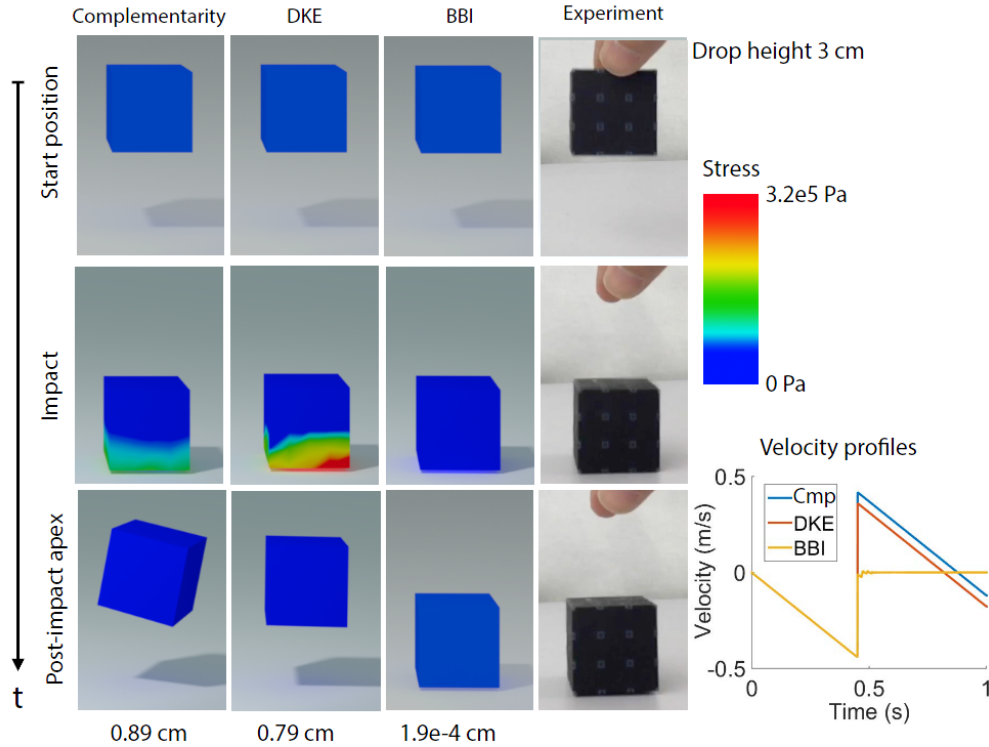 Complementarity DKE BBI Experiment
Drop height 3 cm
Start position
Stress
3.2e5 Pa
0 Pa
Impact
Velocity profiles
0.5
Cmp
DKE
BBI
0
-0.5
Velocity (m/s)
0 0.5 1
Time (s)
Post-impact apex
t
0.89 cm 0.79 cm 1.9e-4 cm